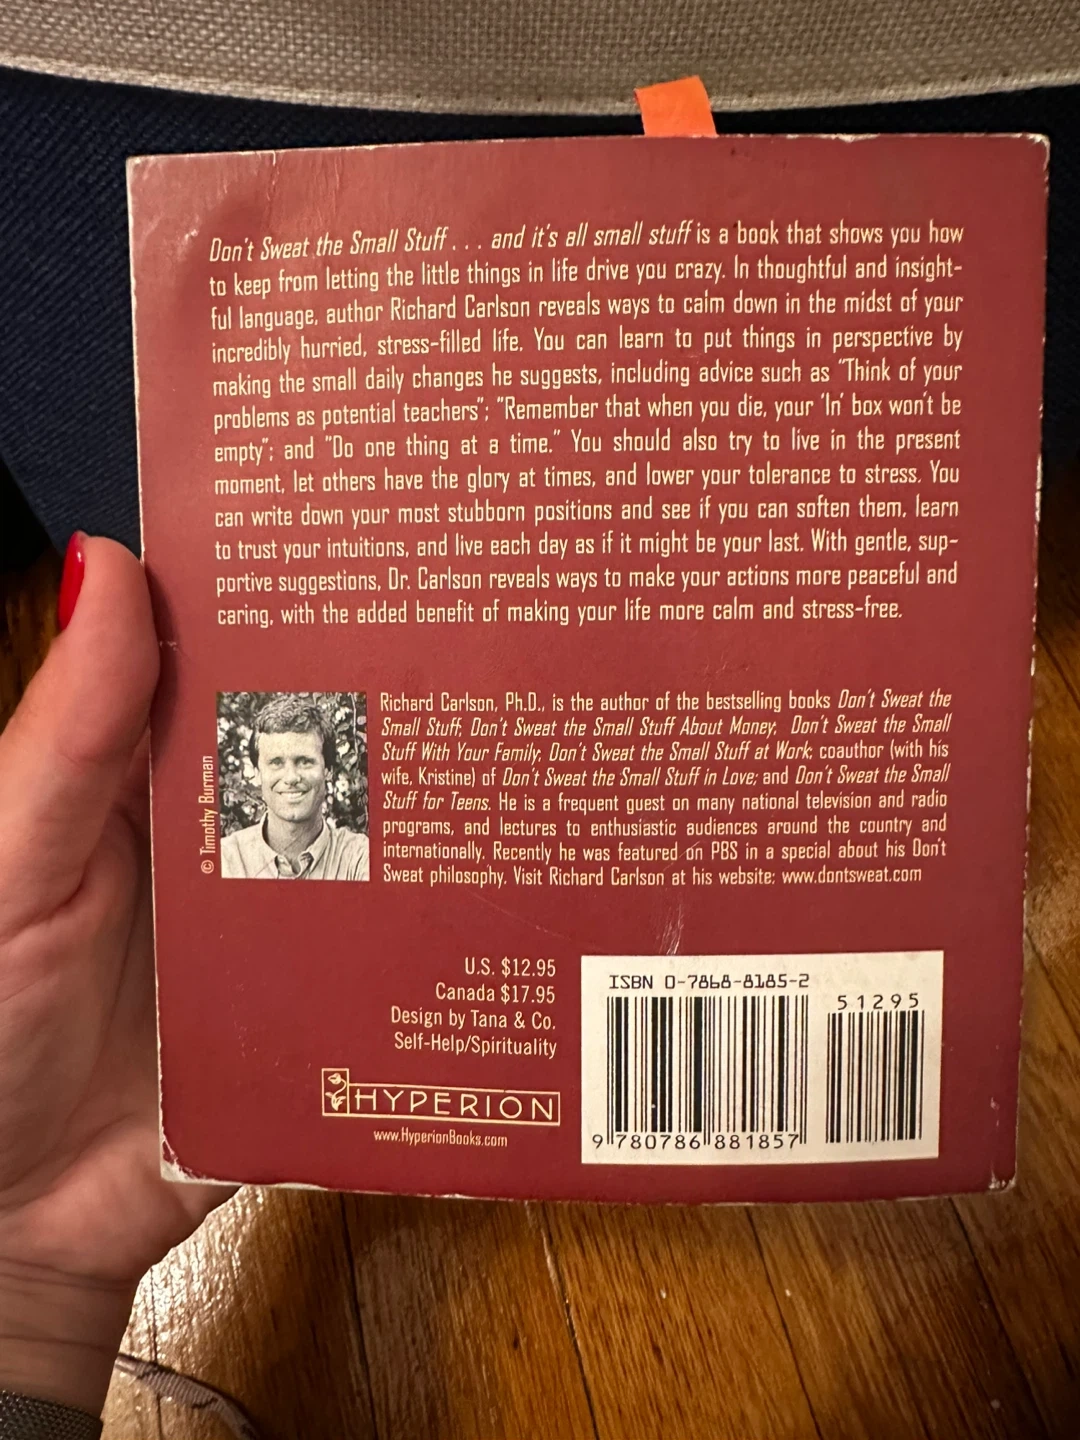 Don't Sweat the Small Stuff . . . and it's all small stuff is a book that shows you how
to keep from letting the little things in life drive you crazy. In thoughtful and insight-
ful language, author Richard Carlson reveals ways to calm down in the midst of your
incredibly hurried, stress-filled life. You can learn to put things in perspective by
making the small daily changes he suggests, including advice such as "Think of your
problems as potential teachers"; "Remember that when you die, your 'In' box won't be
empty"; and "Do one thing at a time." You should also try to live in the present
moment, let others have the glory at times, and lower your tolerance to stress. You
can write down your most stubborn positions and see if you can soften them, learn
to trust your intuitions, and live each day as if it might be your last. With gentle, sup-
portive suggestions, Dr. Carlson reveals ways to make your actions more peaceful and
caring, with the added benefit of making your life more calm and stress-free.
© Timothy Burman
Richard Carlson, Ph.D., is the author of the bestselling books Don't Sweat the
Small Stuff; Don't Sweat the Small Stuff About Money; Don't Sweat the Small
Stuff With Your Family; Don't Sweat the Small Stuff at Work; coauthor (with his
wife, Kristine) of Don't Sweat the Small Stuff in Love; and Don't Sweat the Small
Stuff for Teens. He is a frequent guest on many national television and radio
programs, and lectures to enthusiastic audiences around the country and
internationally. Recently he was featured on PBS in a special about his Don't
Sweat philosophy. Visit Richard Carlson at his website: www.dontsweat.com
U.S. $12.95
Canada $17.95
Design by Tana & Co.
Self-Help/Spirituality
HYPERION
www.HyperionBooks.com
ISBN 0-7868-8185-2
51295
9 780786 881857